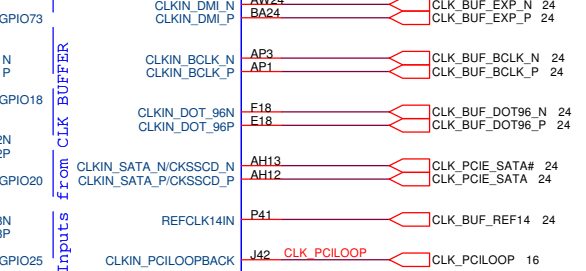 CLKIN_DMI_N AW24 CLK_BUF_EXP_N 24
GPIO73 CLKIN_DMI_P BA24 CLK_BUF_EXP_P 24
N CLKIN_BCLK_N AP3 CLK_BUF_BCLK_N 24
P CLKIN_BCLK_P AP1 CLK_BUF_BCLK_P 24
GPIO18
CLKIN_DOT_96N F18 CLK_BUF_DOT96_N 24
CLKIN_DOT_96P E18 CLK_BUF_DOT96_P 24
2N
2P
CLKIN_SATA_N/CKSSCD_N AH13 CLK_PCIE_SATA# 24
GPIO20 CLKIN_SATA_P/CKSSCD_P AH12 CLK_PCIE_SATA 24
3N REFCLK14IN P41 CLK_BUF_REF14 24
3P
GPIO25 CLKIN_PCILOOPBACK J42 CLK_PCILOOP CLK_PCILOOP 16
Inputs from CLK BUFFER